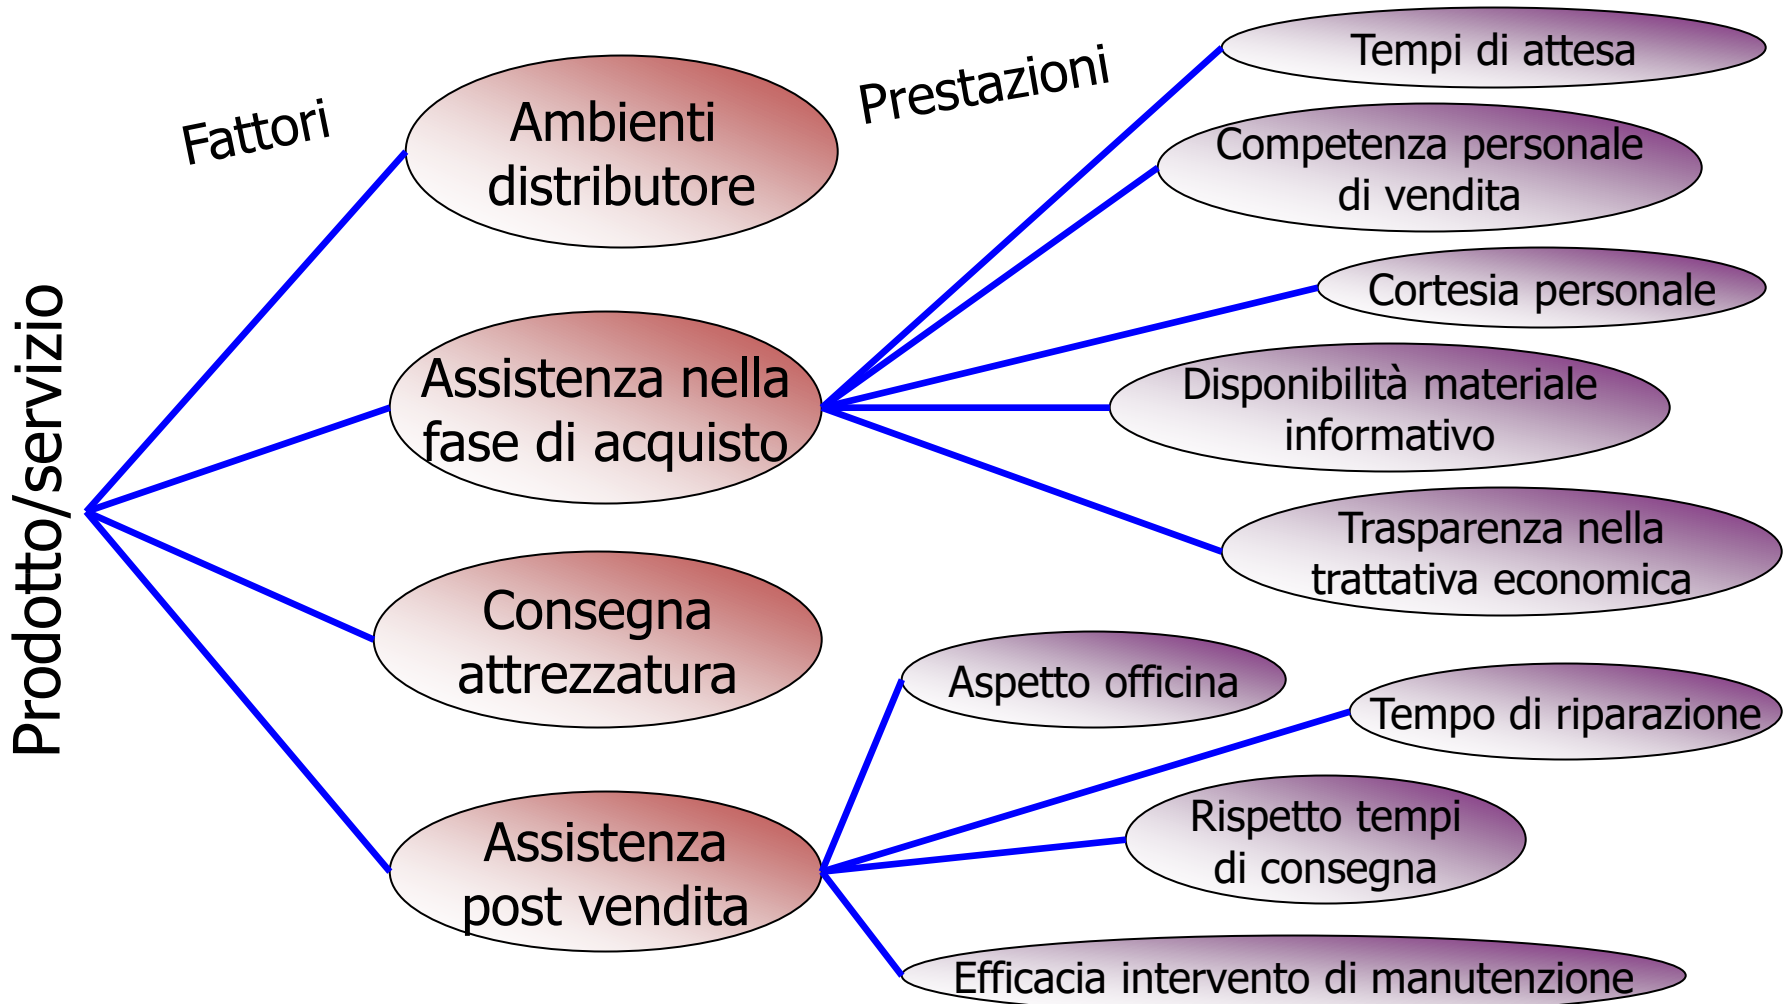 Prodotto/servizio
Fattori
Ambienti
distributore
Assistenza nella
fase di acquisto
Consegna
attrezzatura
Assistenza
post vendita
Prestazioni
Tempi di attesa
Competenza personale
di vendita
Cortesia personale
Disponibilità materiale
informativo
Trasparenza nella
trattativa economica
Aspetto officina
Tempo di riparazione
Rispetto tempi
di consegna
Efficacia intervento di manutenzione